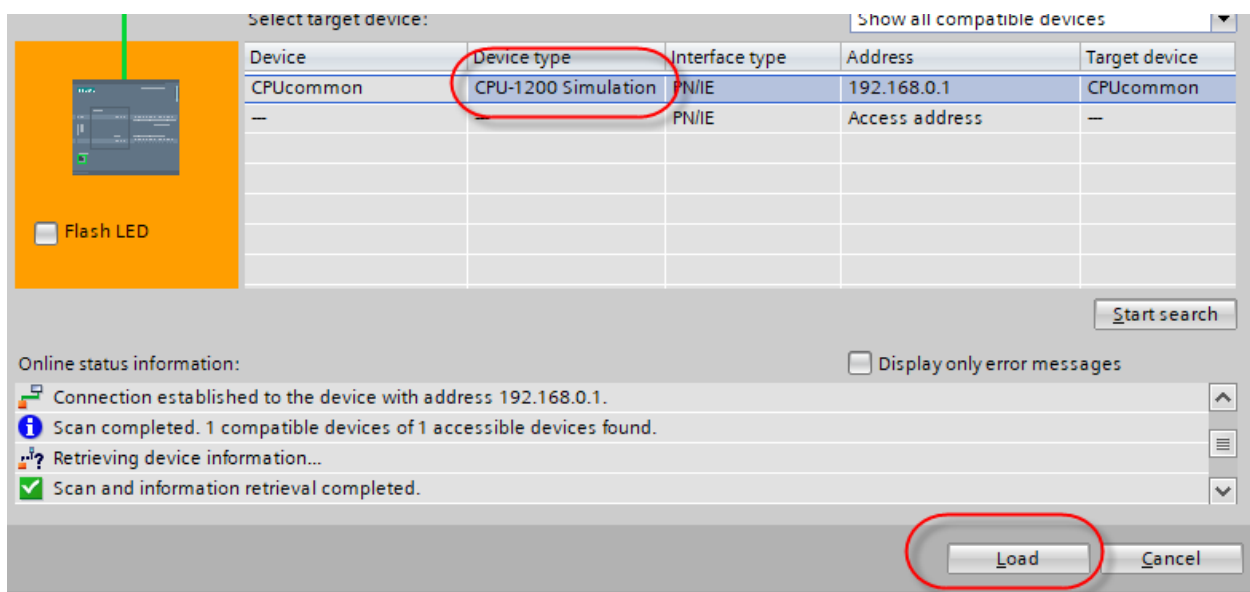 Select target device:
Show all compatible devices
Device Device type Interface type Address Target device
CPUcommon CPU-1200 Simulation PN/IE 192.168.0.1 CPUcommon
— — PN/IE Access address —
Flash LED
Start search
Online status information:
Display only error messages
Connection established to the device with address 192.168.0.1.
Scan completed. 1 compatible devices of 1 accessible devices found.
Retrieving device information...
Scan and information retrieval completed.
Load Cancel